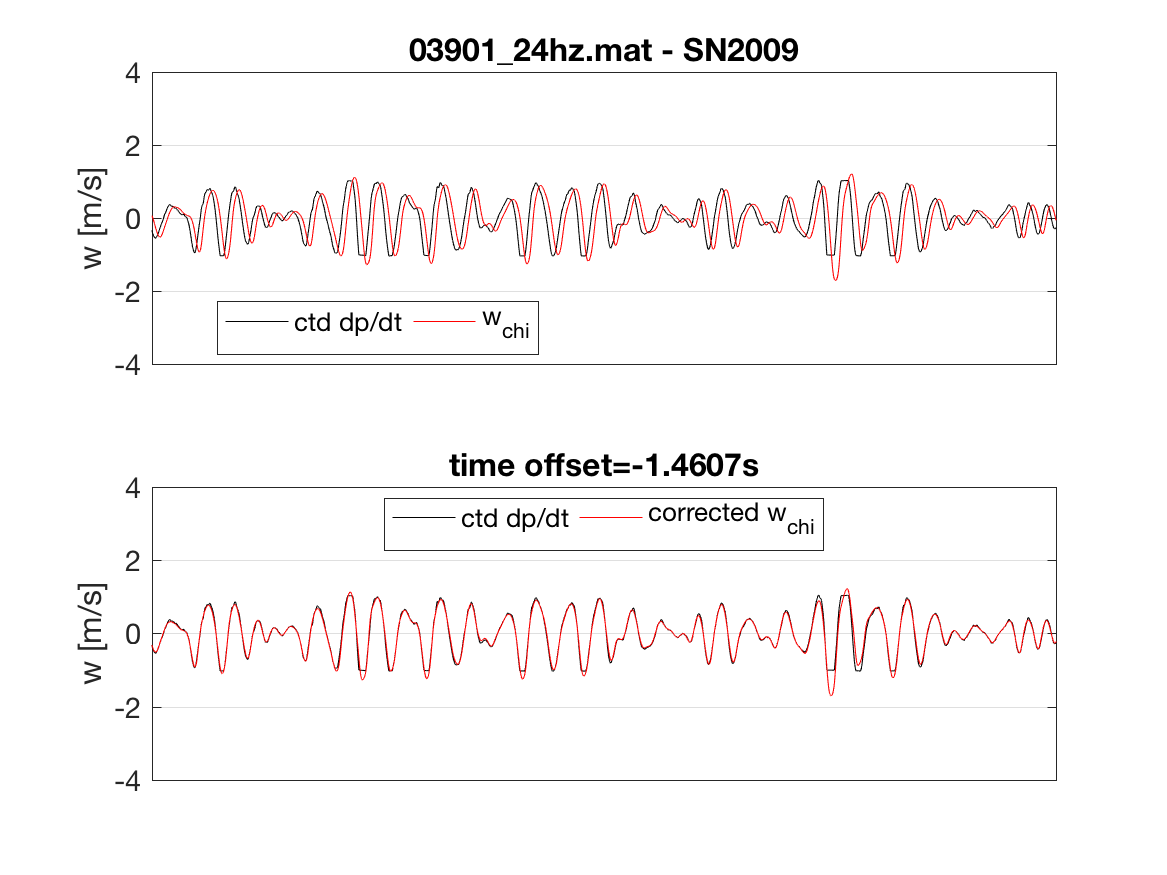 03901_24hz.mat - SN2009
4
2
0
-2
-4
w [m/s]
ctd dp/dt
w_chi
time offset=-1.4607s
4
2
0
-2
-4
w [m/s]
ctd dp/dt
corrected w_chi